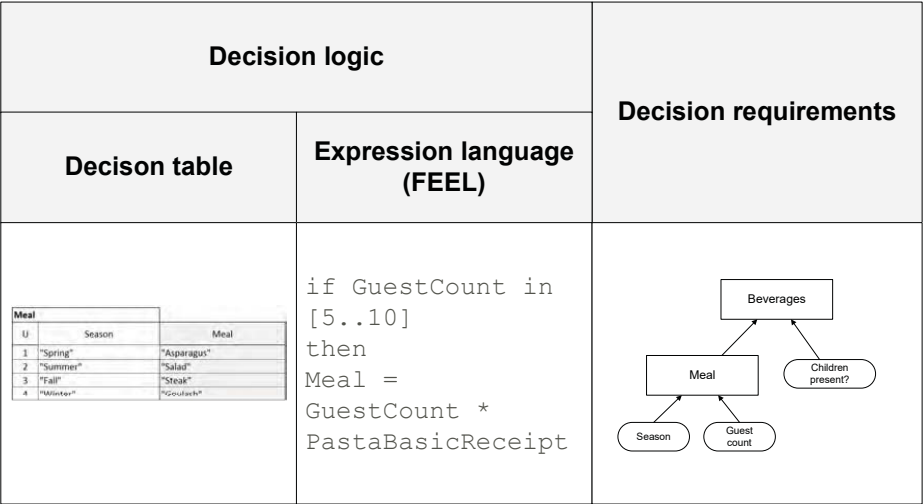 Decision logic
Decision requirements
Decison table
Expression language
(FEEL)
Meal
U Season Meal
1 "Spring" "Asparagus"
2 "Summer" "Salad"
3 "Fall" "Steak"
4 "Winter" "Goulasch"
if GuestCount in
[5..10]
then
Meal =
GuestCount *
PastaBasicReceipt
Beverages
Meal
Children
present?
Season
Guest
count